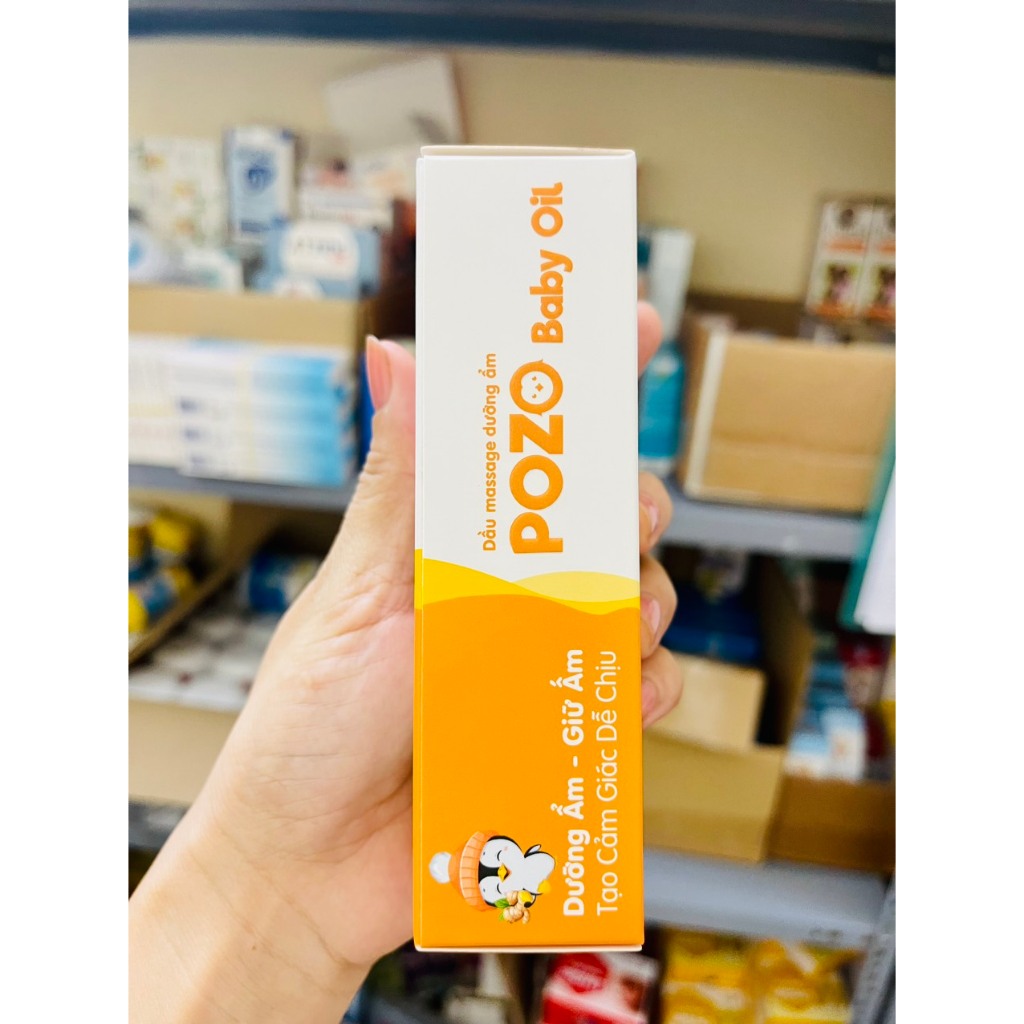 Dầu massage dưỡng ẩm
POZO Baby Oil
Dưỡng Ẩm - Giữ Ấm
Tạo Cảm Giác Dễ Chịu